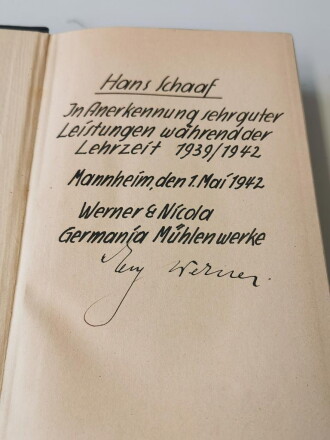 Hans Schaaf
In Anerkennung sehr guter
Leistungen während der
Lehrzeit 1939/1942
Mannheim, den 1. Mai 1942
Werner & Nicola
Germania Mühlenwerke
Werner